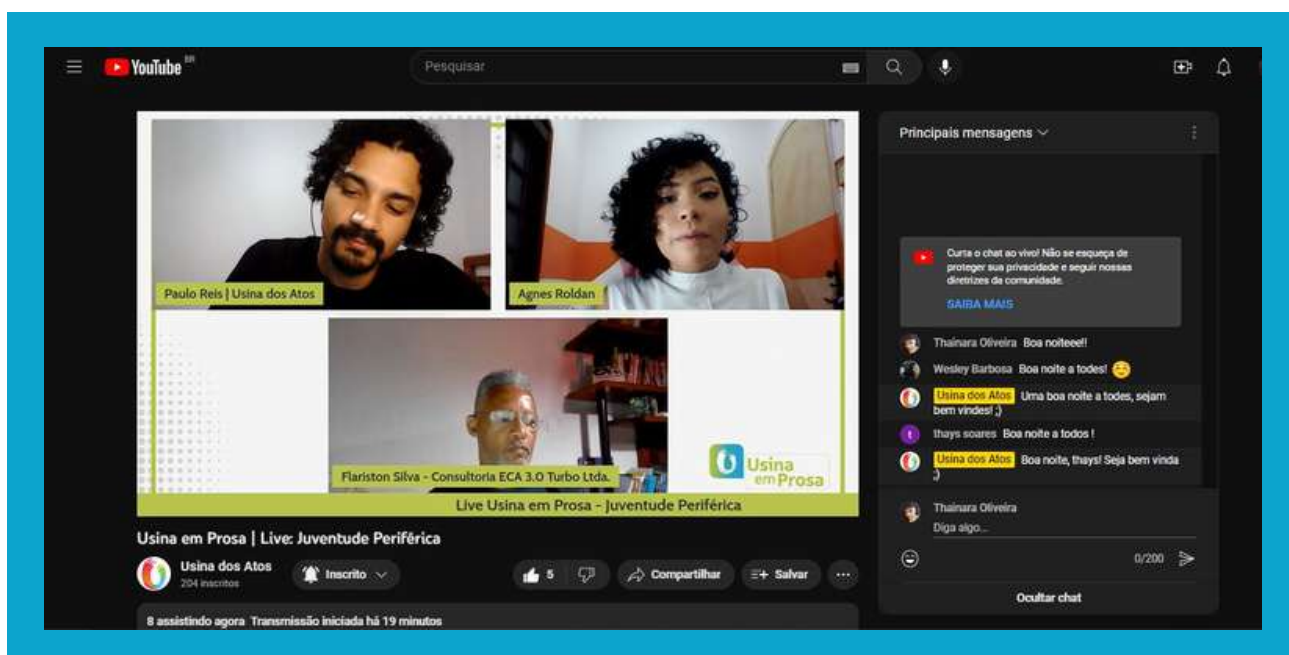 YouTube BR
Pesquisar
Paulo Reis | Usina dos Atos
Agnes Roldan
Flariston Silva - Consultoria ECA 3.0 Turbo Ltda.
Usina
em Prosa
Live Usina em Prosa - Juventude Periférica
Usina em Prosa | Live: Juventude Periférica
Usina dos Atos
204 inscritos
Inscrito
5
Compartilhar
Salvar
8 assistindo agora Transmissão iniciada há 19 minutos
Principais mensagens
Curta o chat ao vivo! Não se esqueça de
proteger sua privacidade e seguir nossas
diretrizes da comunidade.
SAIBA MAIS
Thainara Oliveira Boa noiteee!!
Wesley Barbosa Boa noite a todes! ☺️
Usina dos Atos Uma boa noite a todes, sejam
bem vindes! ;)
t
thays soares Boa noite a todos !
Usina dos Atos Boa noite, thays! Seja bem vinda
;)
Thainara Oliveira
Diga algo...
0/200
Ocultar chat